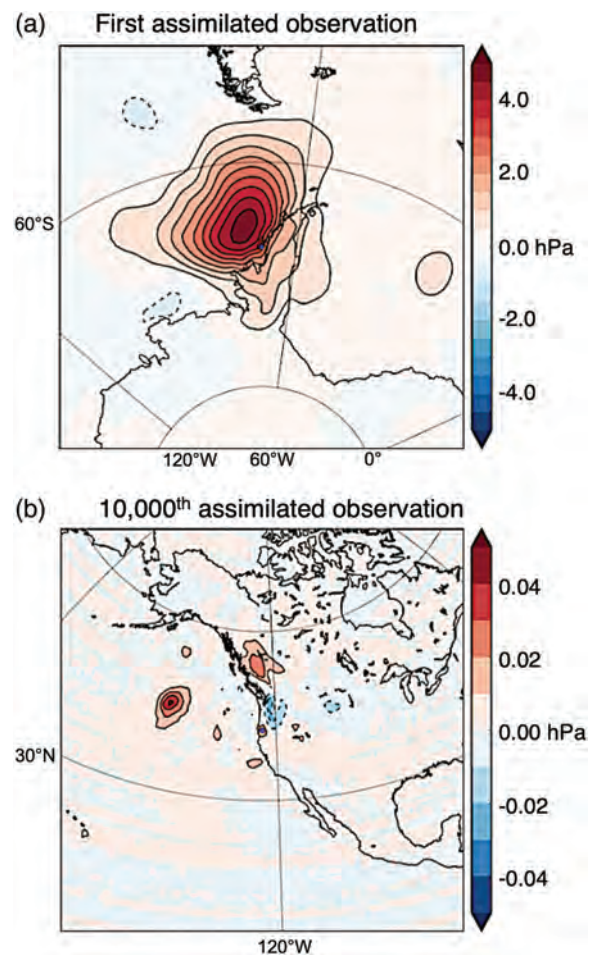 (a) First assimilated observation
4.0
2.0
60°S
0.0 hPa
-2.0
-4.0
120°W 60°W 0°
(b) 10,000th assimilated observation
0.04
0.02
0.00 hPa
30°N
-0.02
-0.04
120°W